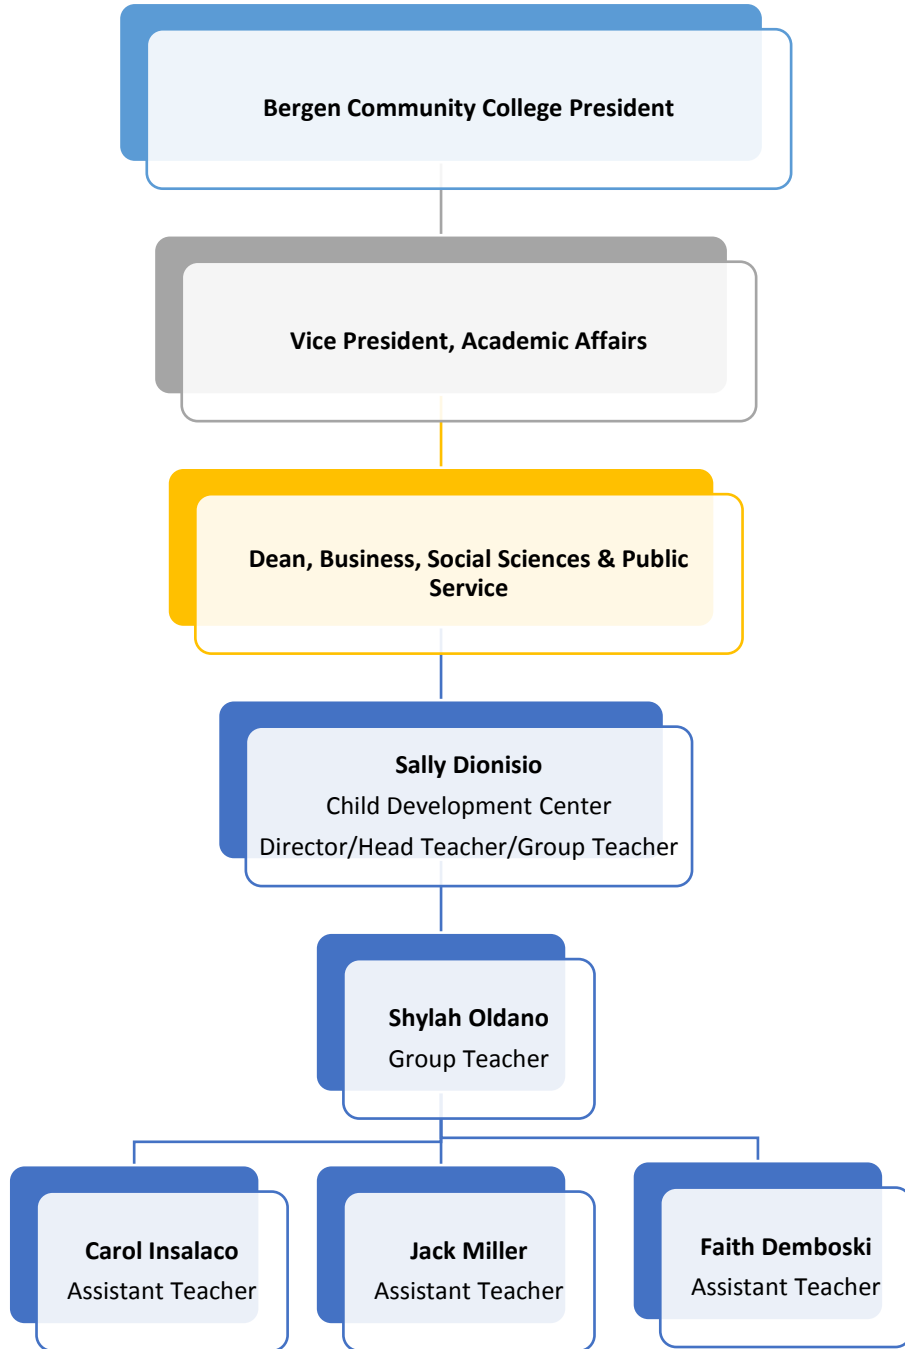 Bergen Community College President
Vice President, Academic Affairs
Dean, Business, Social Sciences & Public
Service
Sally Dionisio
Child Development Center
Director/Head Teacher/Group Teacher
Shylah Oldano
Group Teacher
Carol Insalaco
Assistant Teacher
Jack Miller
Assistant Teacher
Faith Demboski
Assistant Teacher